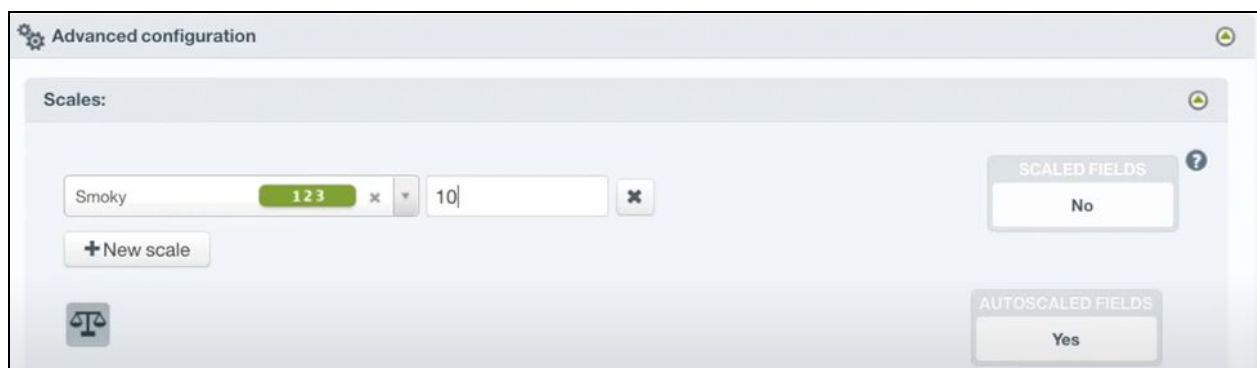 Advanced configuration
Scales:
SCALED FIELDS
?
Smoky 123 × 10 ✖
No
+New scale
AUTOSCALED FIELDS
Yes